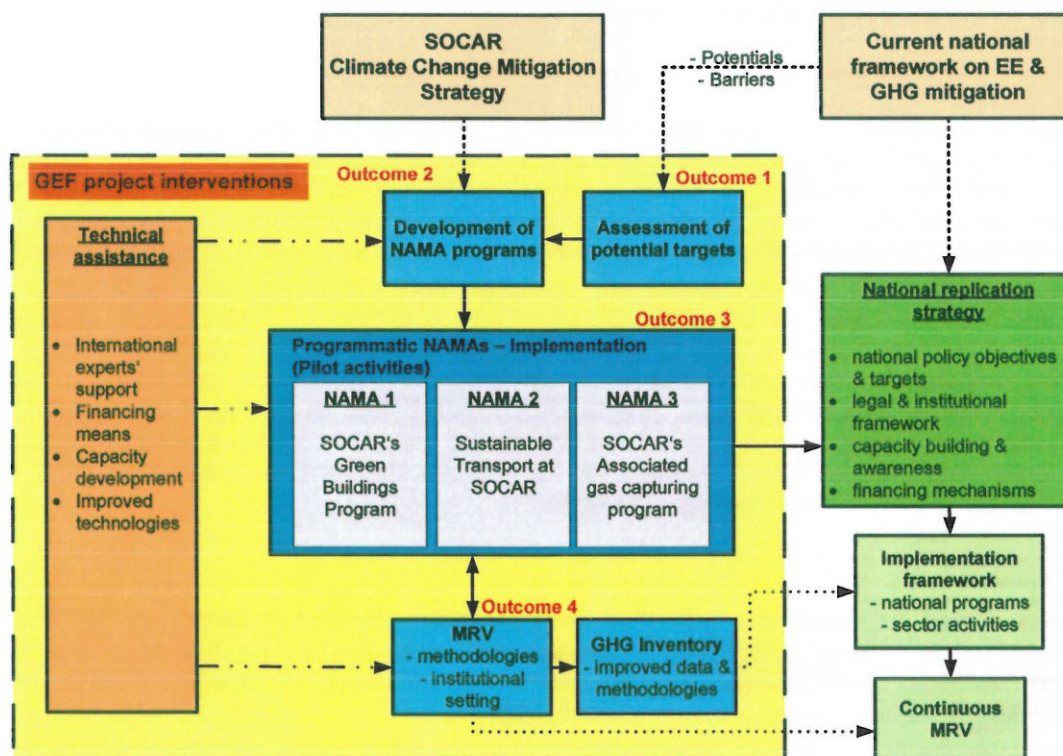 SOCAR
Climate Change Mitigation
Strategy
- Potentials
- Barriers
Current national
framework on EE &
GHG mitigation
GEF project interventions
Outcome 2
Outcome 1
Technical
assistance
• International
experts' support
• Financing
means
• Capacity
development
• Improved
technologies
Development of
NAMA programs
Assessment of
potential targets
Outcome 3
Programmatic NAMAs – Implementation
(Pilot activities)
NAMA 1
SOCAR's
Green
Buildings
Program
NAMA 2
Sustainable
Transport at
SOCAR
NAMA 3
SOCAR's
Associated
gas capturing
program
National replication
strategy
• national policy objectives
& targets
• legal & institutional
framework
• capacity building &
awareness
• financing mechanisms
Outcome 4
MRV
- methodologies
- institutional
setting
GHG Inventory
- improved data &
methodologies
Implementation
framework
- national programs
- sector activities
Continuous
MRV